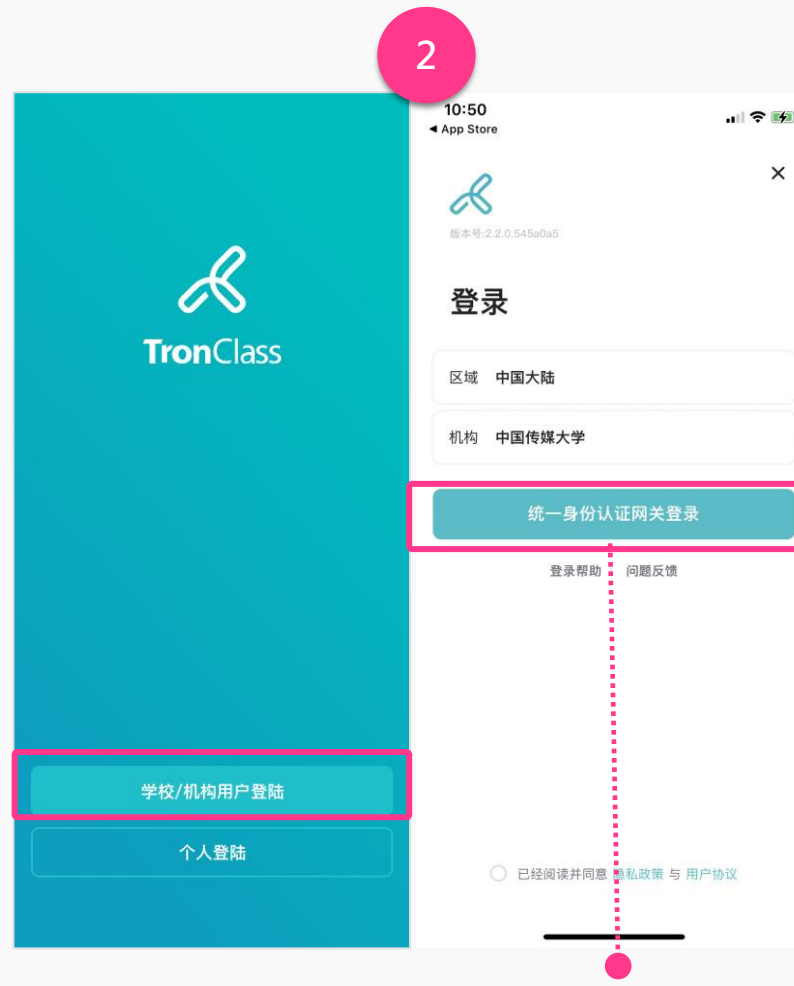 2
TronClass
学校/机构用户登陆
个人登陆
10:50
◀ App Store
版本号:2.2.0.545a0a5
登录
区域 中国大陆
机构 中国传媒大学
统一身份认证网关登录
登录帮助 问题反馈
已经阅读并同意 隐私政策 与 用户协议